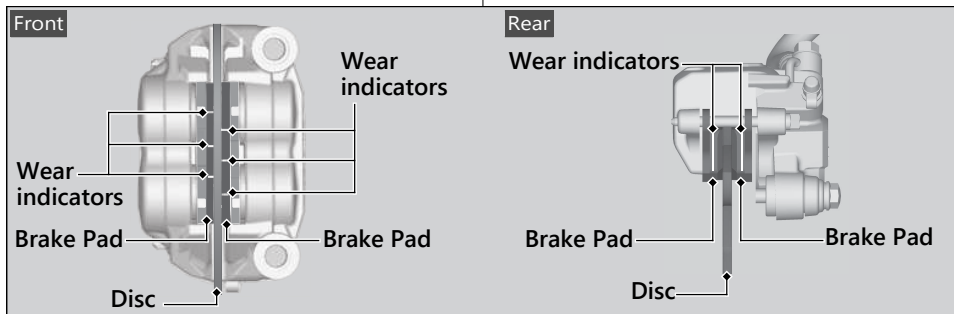 Front
Wear
indicators
Wear
indicators
Brake Pad
Brake Pad
Disc
Rear
Wear indicators
Brake Pad
Brake Pad
Disc